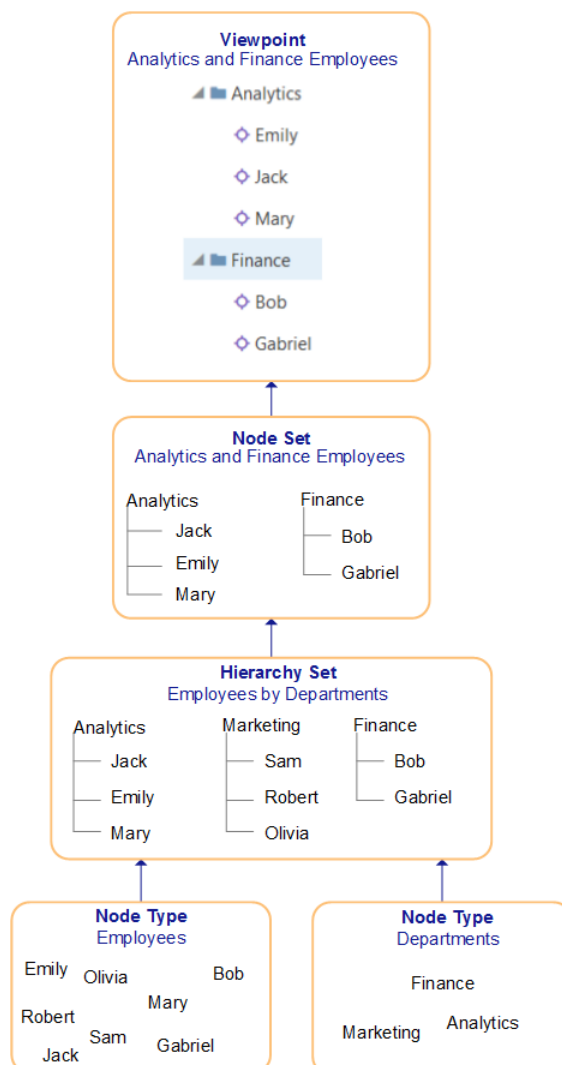 Viewpoint
Analytics and Finance Employees
Analytics
Emily
Jack
Mary
Finance
Bob
Gabriel
Node Set
Analytics and Finance Employees
Analytics
Jack
Emily
Mary
Finance
Bob
Gabriel
Hierarchy Set
Employees by Departments
Analytics
Jack
Emily
Mary
Marketing
Sam
Robert
Olivia
Finance
Bob
Gabriel
Node Type
Employees
Emily
Olivia
Bob
Mary
Robert
Sam
Gabriel
Jack
Node Type
Departments
Finance
Analytics
Marketing